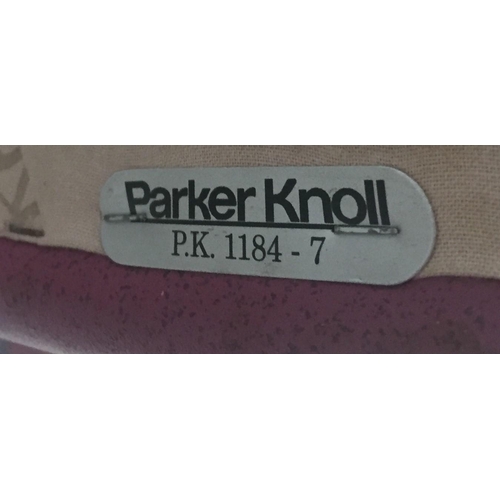 Parker Knoll
P.K. 1184 - 7